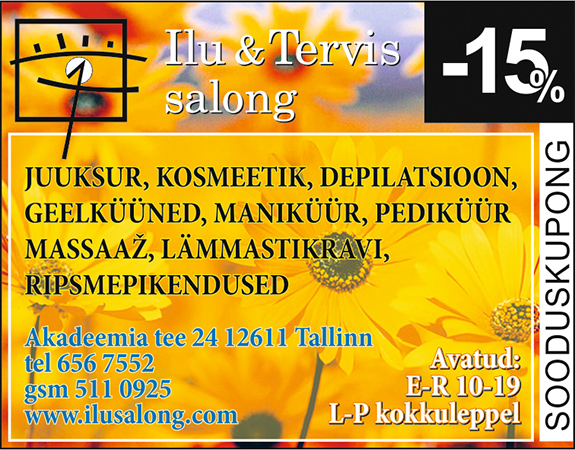 Ilu & Tervis
salong
-15%
JUUKSUR, KOSMEETIK, DEPILATSIOON,
GEELKÜÜNED, MANIKÜÜR, PEDIKÜÜR
MASSAAŽ, LÄMMASTIKRAVI,
RIPSMEPIKENDUSED
Akadeemia tee 24 12611 Tallinn
tel 656 7552
gsm 511 0925
www.ilusalong.com
Avatud:
E-R 10-19
L-P kokkuleppel
SOODUSKUPONG